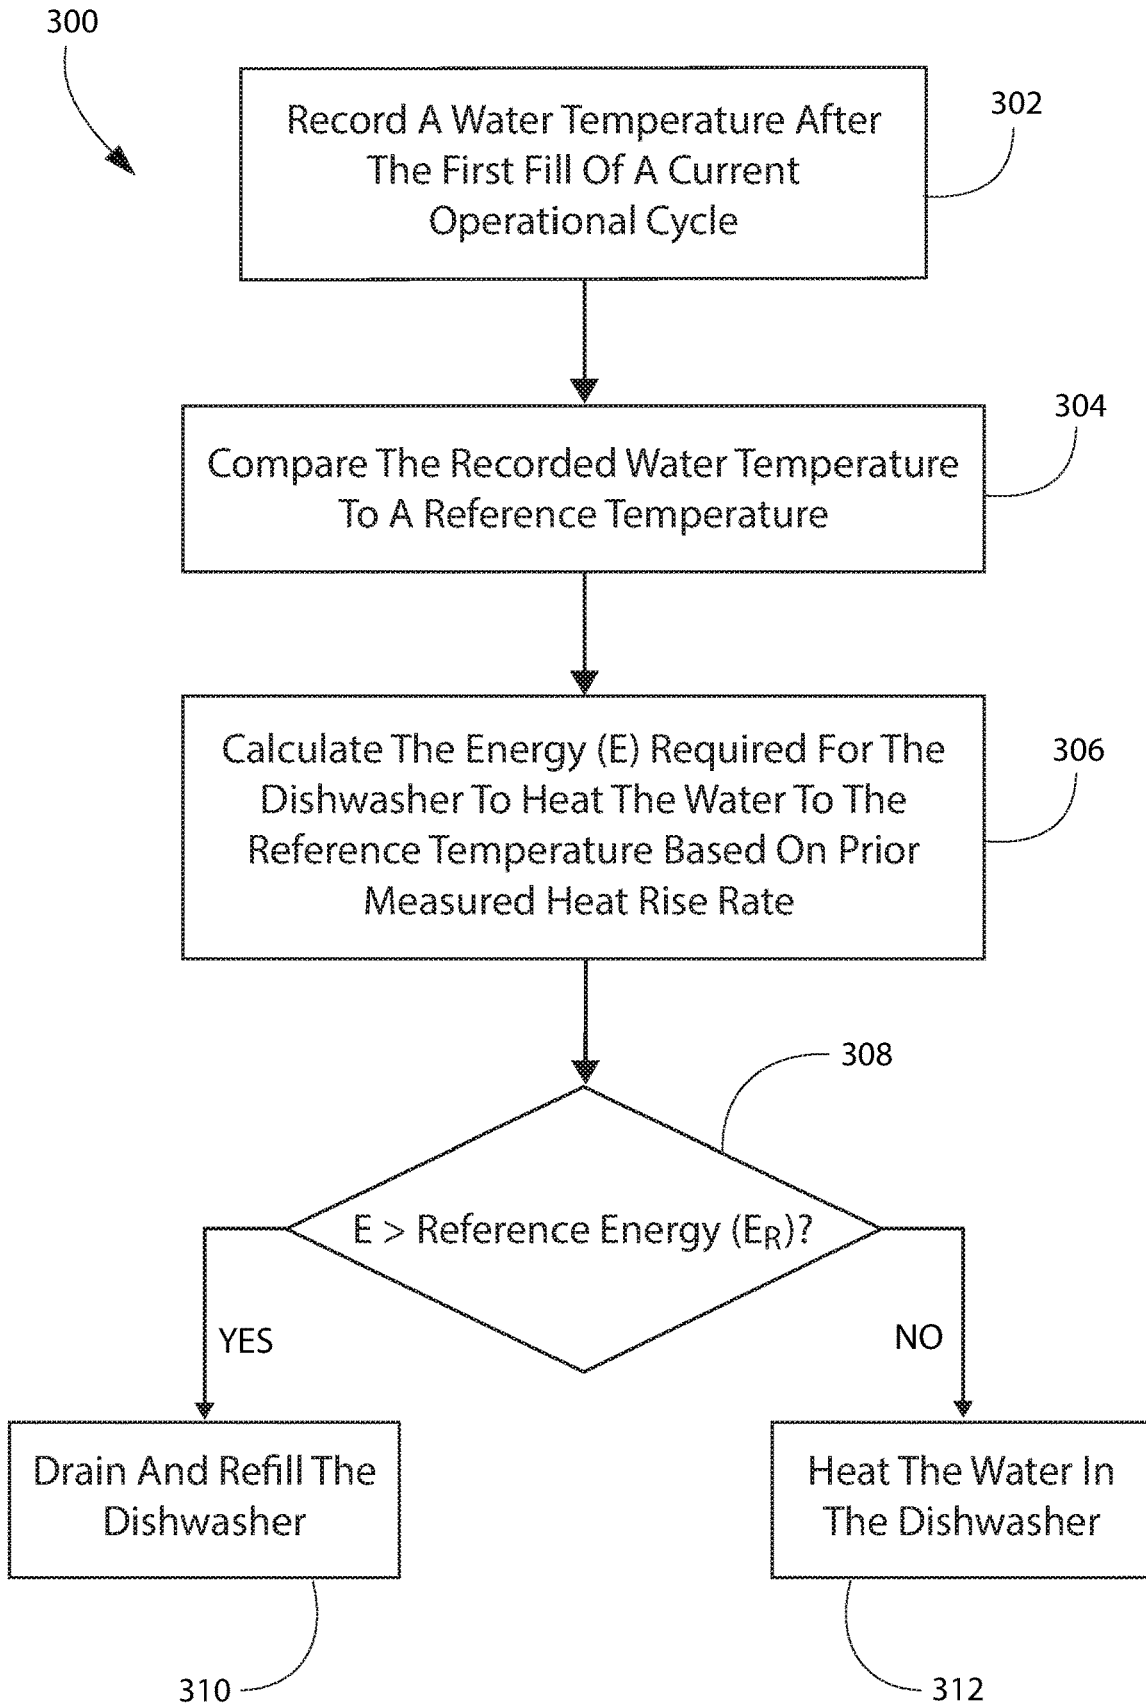 300
Record A Water Temperature After
The First Fill Of A Current
Operational Cycle
302
Compare The Recorded Water Temperature
To A Reference Temperature
304
Calculate The Energy (E) Required For The
Dishwasher To Heat The Water To The
Reference Temperature Based On Prior
Measured Heat Rise Rate
306
308
E > Reference Energy (E_R)?
YES
NO
Drain And Refill The
Dishwasher
Heat The Water In
The Dishwasher
310
312